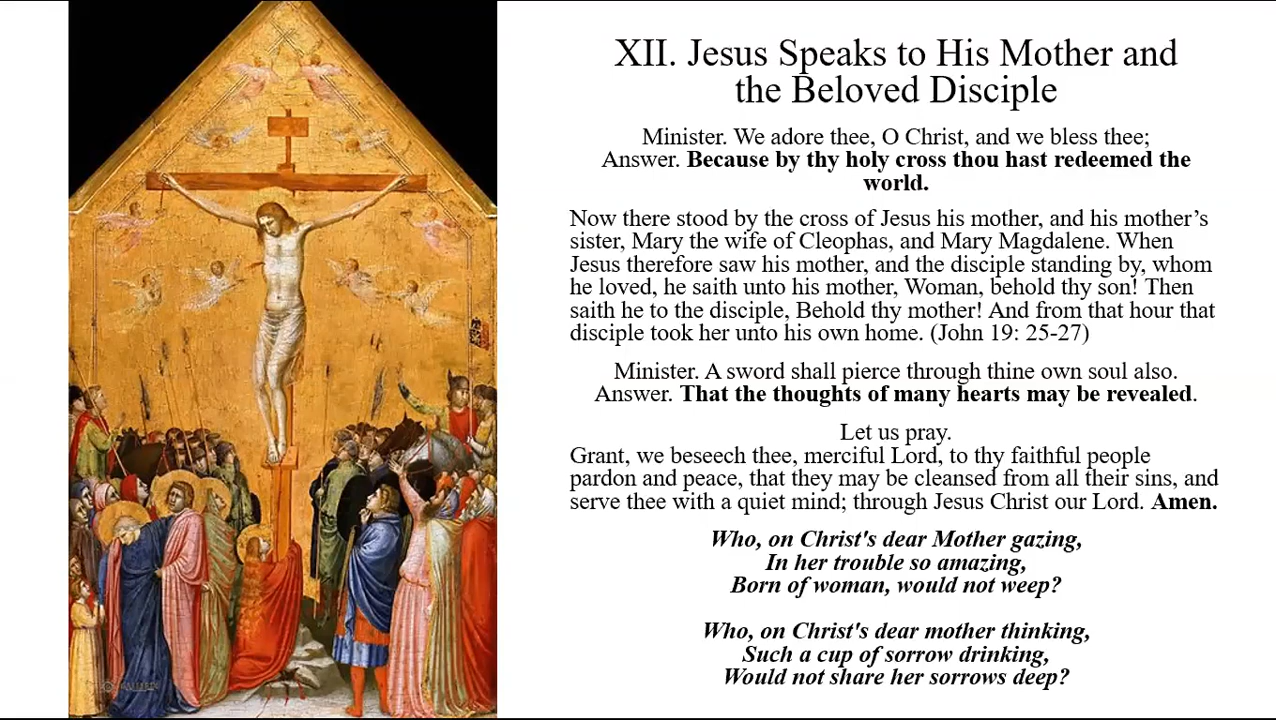 XII. Jesus Speaks to His Mother and
the Beloved Disciple
Minister. We adore thee, O Christ, and we bless thee;
Answer. Because by thy holy cross thou hast redeemed the
world.
Now there stood by the cross of Jesus his mother, and his mother’s
sister, Mary the wife of Cleophas, and Mary Magdalene. When
Jesus therefore saw his mother, and the disciple standing by, whom
he loved, he saith unto his mother, Woman, behold thy son! Then
saith he to the disciple, Behold thy mother! And from that hour that
disciple took her unto his own home. (John 19: 25-27)
Minister. A sword shall pierce through thine own soul also.
Answer. That the thoughts of many hearts may be revealed.
Let us pray.
Grant, we beseech thee, merciful Lord, to thy faithful people
pardon and peace, that they may be cleansed from all their sins, and
serve thee with a quiet mind; through Jesus Christ our Lord. Amen.
Who, on Christ's dear Mother gazing,
In her trouble so amazing,
Born of woman, would not weep?
Who, on Christ's dear mother thinking,
Such a cup of sorrow drinking,
Would not share her sorrows deep?